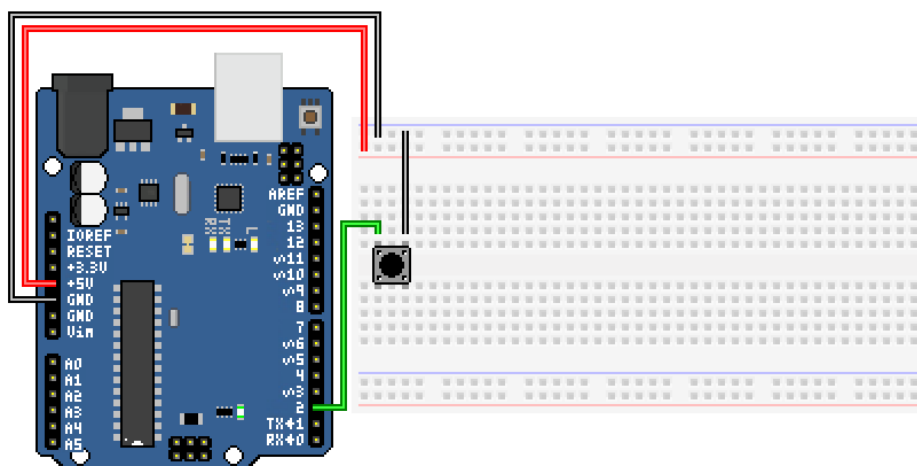 AREF
GND
13
12
~11
~10
~9
8
7
~6
~5
4
~3
2
TX→1
RX←0
IOREF
RESET
+3.3V
+5V
GND
GND
Vin
A0
A1
A2
A3
A4
A5
L